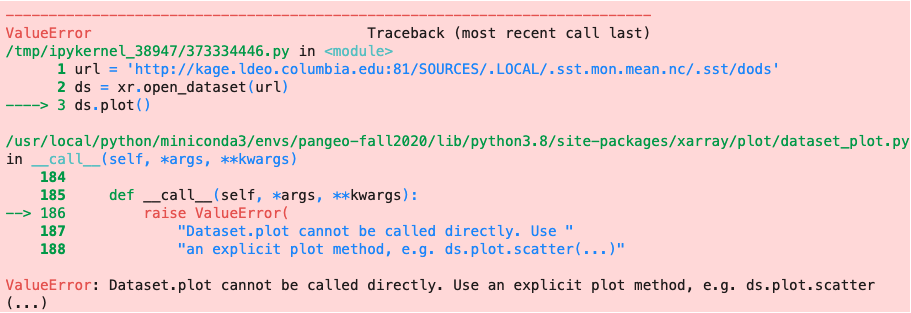 ---------------------------------------------------------------------------
ValueError                                Traceback (most recent call last)
/tmp/ipykernel_38947/373334446.py in <module>
      1 url = 'http://kage.ldeo.columbia.edu:81/SOURCES/.LOCAL/.sst.mon.mean.nc/.sst/dods'
      2 ds = xr.open_dataset(url)
----> 3 ds.plot()
/usr/local/python/miniconda3/envs/pangeo-fall2020/lib/python3.8/site-packages/xarray/plot/dataset_plot.py
in __call__(self, *args, **kwargs)
    184
    185     def __call__(self, *args, **kwargs):
--> 186         raise ValueError(
    187             "Dataset.plot cannot be called directly. Use "
    188             "an explicit plot method, e.g. ds.plot.scatter(...)"
ValueError: Dataset.plot cannot be called directly. Use an explicit plot method, e.g. ds.plot.scatter
(...)